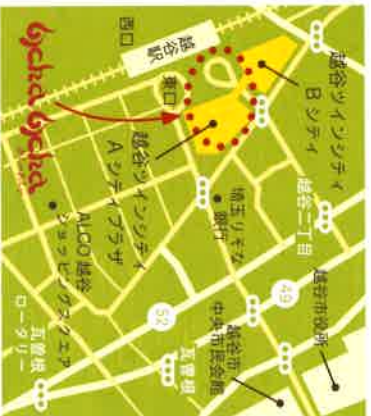 越谷ツインシティ
Bシティ
西口
越谷駅
東口
越谷ツインシティ
Aシティプラザ
埼玉りそな
銀行
越谷二丁目
越谷市役所
49
越谷市
中央市民会館
52
瓦曽根
ALCO越谷
ショッピングスクエア
瓦曽根
ロータリー